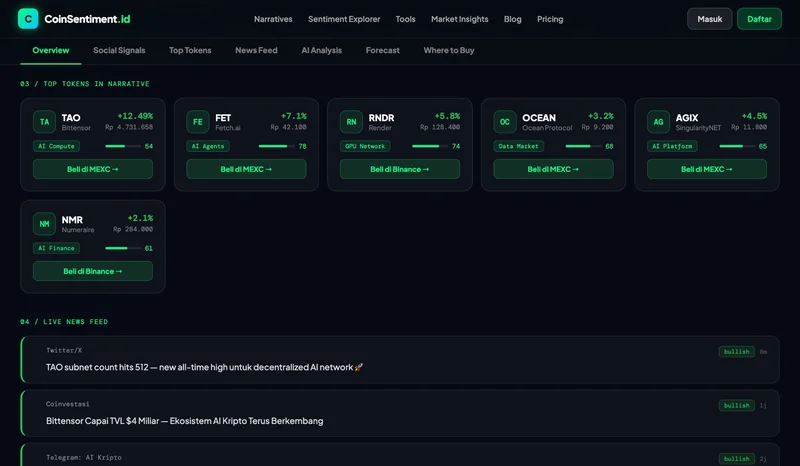 C CoinSentiment.id Narratives Sentiment Explorer Tools Market Insights Blog Pricing Masuk Daftar
Overview Social Signals Top Tokens News Feed AI Analysis Forecast Where to Buy
03 / TOP TOKENS IN NARRATIVE
TA TAO +12.49%
Bittensor Rp 4.731.658
AI Compute 54
Beli di MEXC →
FE FET +7.1%
Fetch.ai Rp 42.100
AI Agents 78
Beli di MEXC →
RN RNDR +5.8%
Render Rp 128.400
GPU Network 74
Beli di Binance →
OC OCEAN +3.2%
Ocean Protocol Rp 9.200
Data Market 68
Beli di MEXC →
AG AGIX +4.5%
SingularityNET Rp 11.800
AI Platform 65
Beli di MEXC →
NM NMR +2.1%
Numeraire Rp 284.000
AI Finance 61
Beli di Binance →
04 / LIVE NEWS FEED
Twitter/X bullish 0m
TAO subnet count hits 512 — new all-time high untuk decentralized AI network 🚀
Coinvestasi bullish 1j
Bittensor Capai TVL $4 Miliar — Ekosistem AI Kripto Terus Berkembang
Telegram: AI Kripto bullish 2j